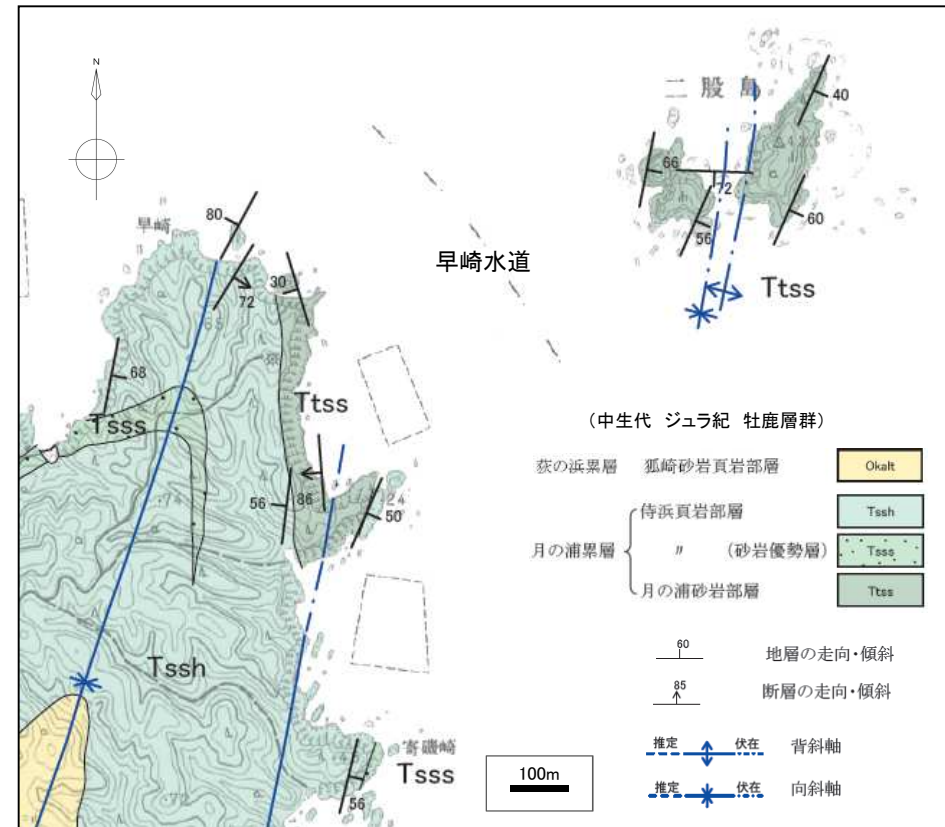 N
二股島
40
66
72
60
56
Ttss
早崎
80
72
30
65
早崎水道
68
Tsss
Ttss
56
86
24
50
74
Tssh
寄磯崎
Tsss
56
72
100m
(中生代 ジュラ紀 牡鹿層群)
荻の浜累層 狐崎砂岩頁岩部層 Okalt
侍浜頁岩部層 Tssh
月の浦累層 〃 (砂岩優勢層) Tsss
月の浦砂岩部層 Ttss
60 地層の走向・傾斜
85 断層の走向・傾斜
推定 伏在 背斜軸
推定 伏在 向斜軸